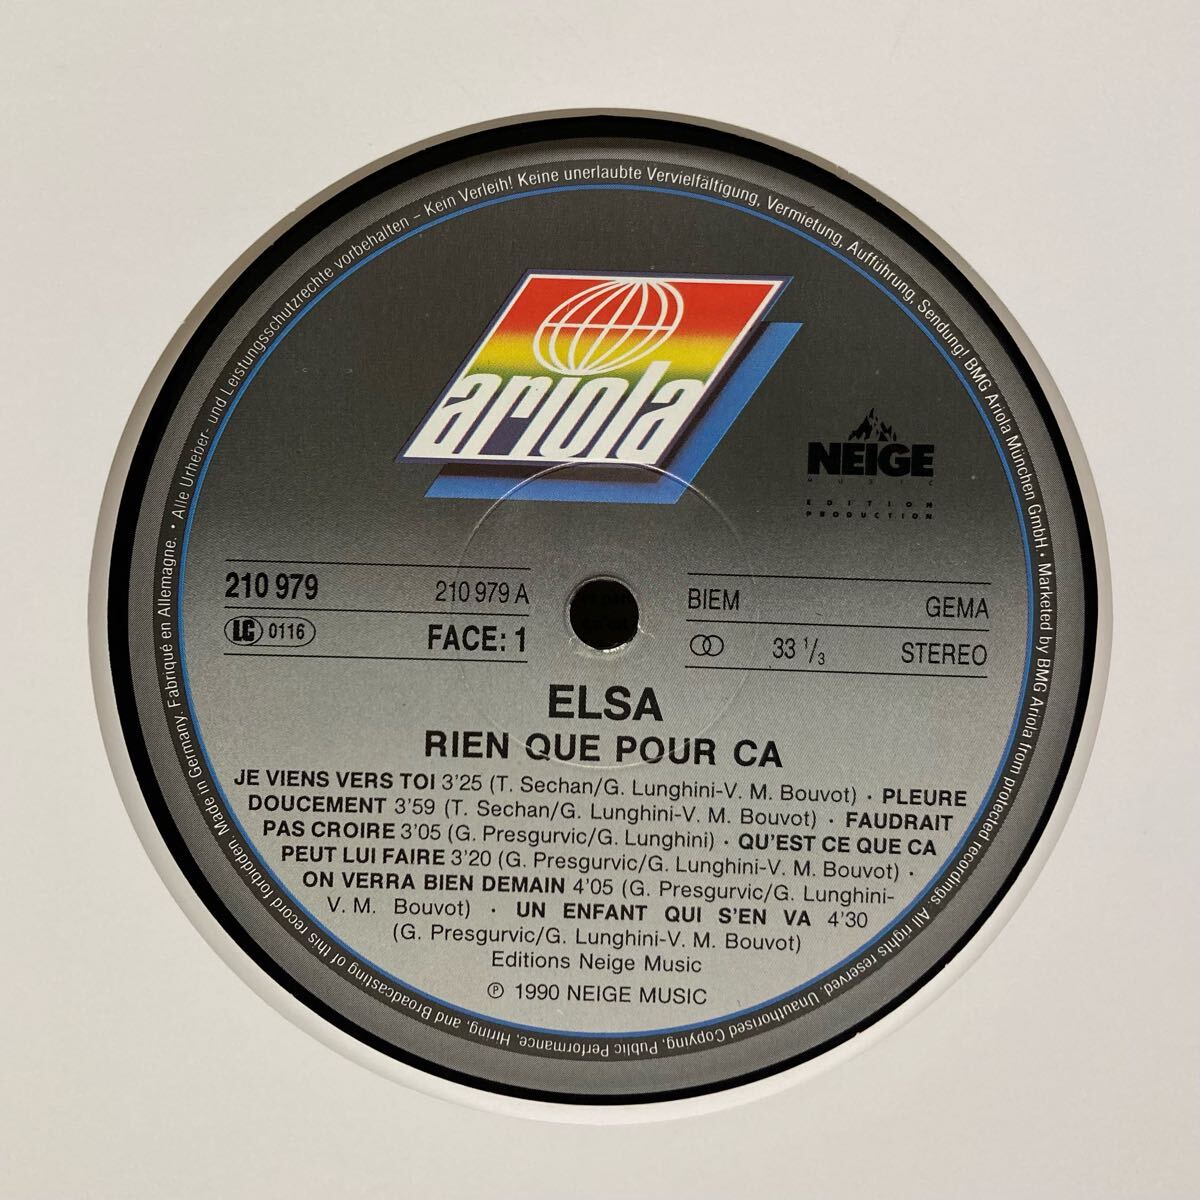 Made in Germany. Fabriqué en Allemagne. • Alle Urheber- und Leistungsschutzrechte vorbehalten – Kein Verleih! Keine unerlaubte Vervielfältigung, Vermietung, Aufführung, Sendung! BMG Ariola München GmbH • Marketed by BMG Ariola from protected recordings. All rights reserved. Unauthorised Copying, Public Performance, Hiring, and Broadcasting of this record forbidden.
ariola
NEIGE
MUSIC
EDITION
PRODUCTION
210 979 210 979 A
LC 0116 FACE: 1
BIEM GEMA
33 1/3 STEREO
ELSA
RIEN QUE POUR CA
JE VIENS VERS TOI 3'25 (T. Sechan/G. Lunghini-V. M. Bouvot) · PLEURE
DOUCEMENT 3'59 (T. Sechan/G. Lunghini-V. M. Bouvot) · FAUDRAIT
PAS CROIRE 3'05 (G. Presgurvic/G. Lunghini) · QU'EST CE QUE CA
PEUT LUI FAIRE 3'20 (G. Presgurvic/G. Lunghini-V. M. Bouvot) ·
ON VERRA BIEN DEMAIN 4'05 (G. Presgurvic/G. Lunghini-
V. M. Bouvot) · UN ENFANT QUI S'EN VA 4'30
(G. Presgurvic/G. Lunghini-V. M. Bouvot)
Editions Neige Music
℗ 1990 NEIGE MUSIC